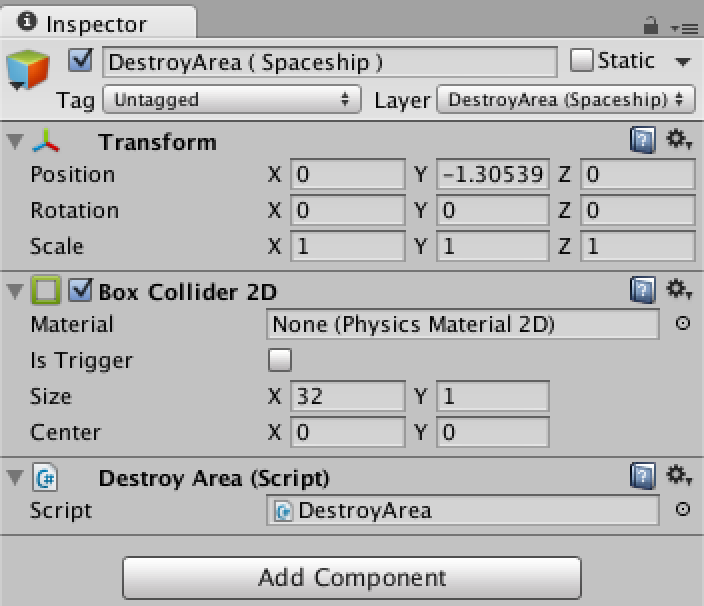 Inspector
DestroyArea ( Spaceship ) Static
Tag Untagged Layer DestroyArea (Spaceship)
Transform
Position X 0 Y -1.30539 Z 0
Rotation X 0 Y 0 Z 0
Scale X 1 Y 1 Z 1
Box Collider 2D
Material None (Physics Material 2D)
Is Trigger
Size X 32 Y 1
Center X 0 Y 0
Destroy Area (Script)
Script DestroyArea
Add Component